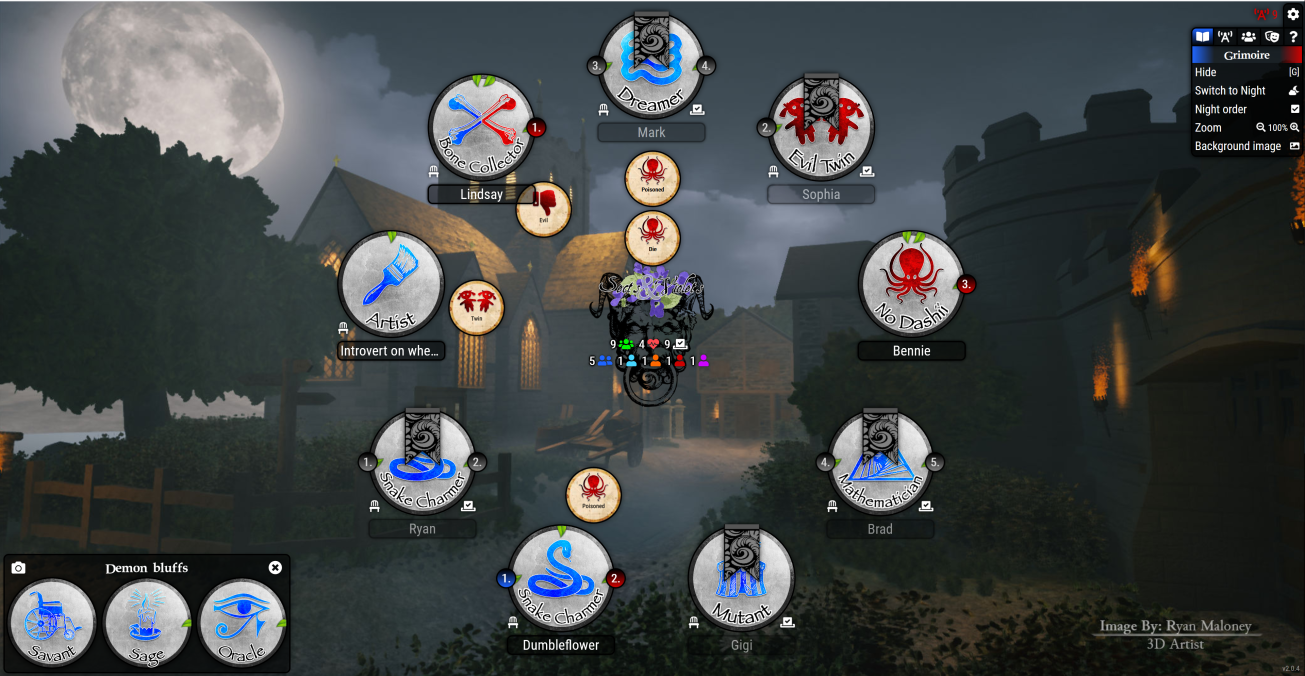 Grimoire
Hide [G]
Switch to Night
Night order
Zoom 100%
Background image
?
3. Dreamer 4.
Mark
Bone Collector 1.
Lindsay
Evil
2. Evil Twin
Sophia
Poisoned
Die
Artist
Introvert on whe...
Twin
No Dashii 3.
Bennie
Sects & Violets
9 4 9
5 1 1 1 1
1. Snake Charmer 2.
Ryan
4. Mathematician 5.
Brad
Poisoned
1. Snake Charmer 2.
Dumbleflower
Mutant
Gigi
Demon bluffs
Savant
Sage
Oracle
Image By: Ryan Maloney
3D Artist
v2.0.4